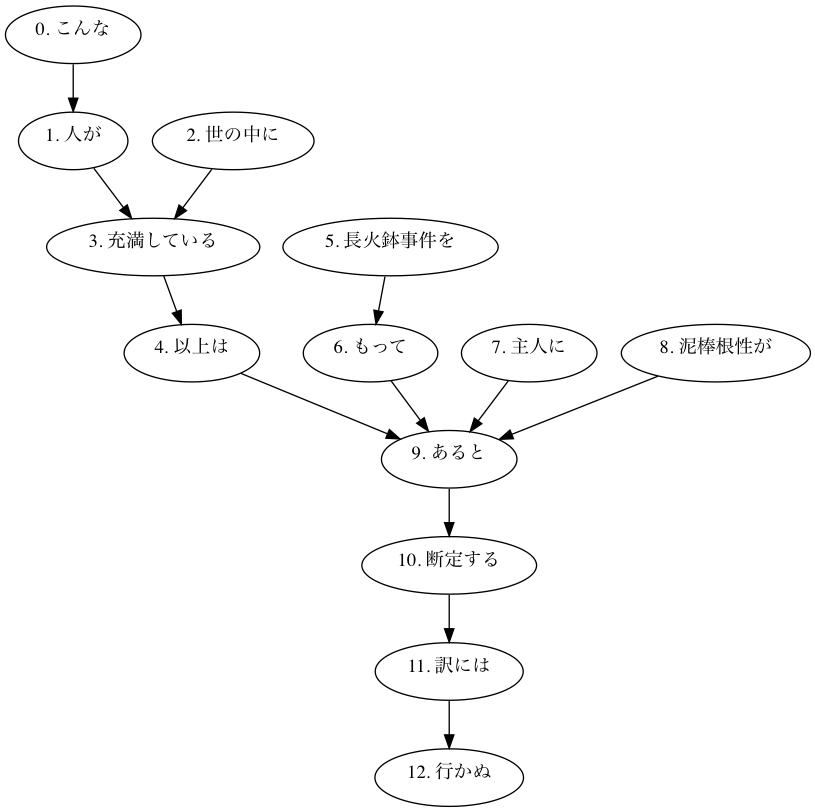 0. こんな
1. 人が
2. 世の中に
3. 充満している
5. 長火鉢事件を
4. 以上は
6. もって
7. 主人に
8. 泥棒根性が
9. あると
10. 断定する
11. 訳には
12. 行かぬ